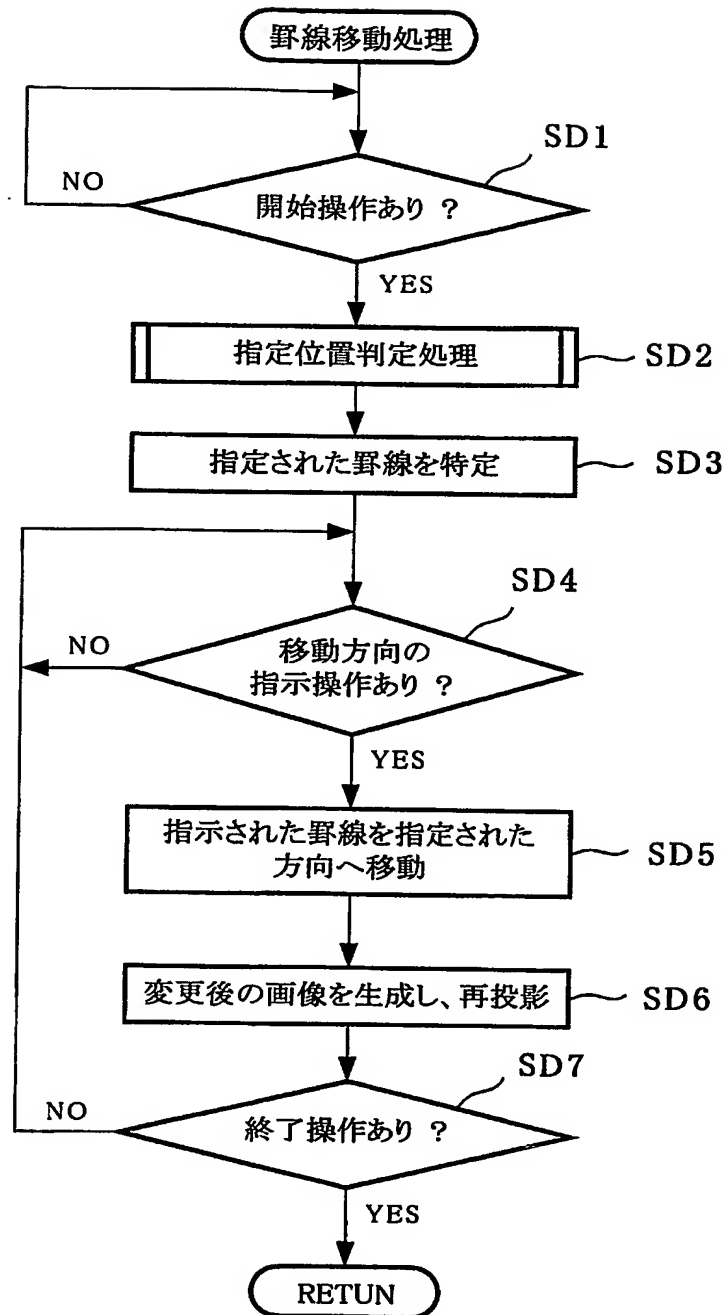 罫線移動処理
SD1
NO
開始操作あり ?
YES
指定位置判定処理
SD2
指定された罫線を特定
SD3
SD4
NO
移動方向の
指示操作あり ?
YES
指示された罫線を指定された
方向へ移動
SD5
変更後の画像を生成し、再投影
SD6
SD7
NO
終了操作あり ?
YES
RETUN